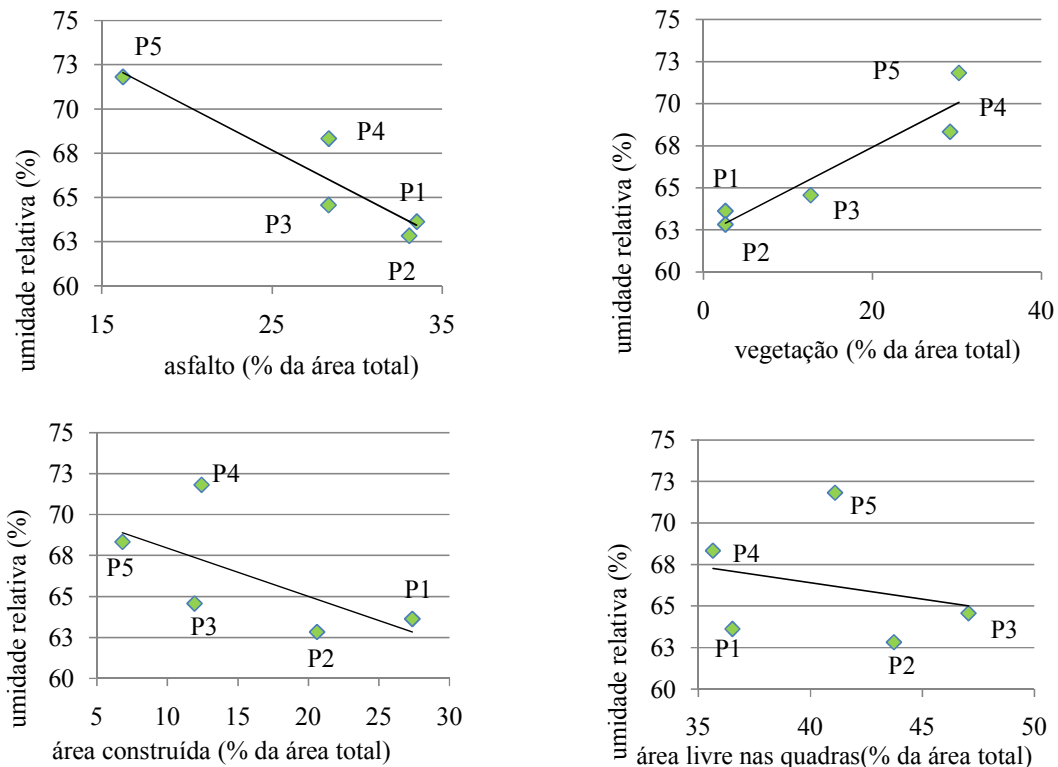 75
73
70
68
65
63
60
umidade relativa (%)
P5
P4
P1
P3
P2
15
25
35
asfalto (% da área total)
75
73
70
68
65
63
60
umidade relativa (%)
P5
P4
P1
P3
P2
0
20
40
vegetação (% da área total)
75
73
70
68
65
63
60
umidade relativa (%)
P4
P5
P1
P3
P2
5
10
15
20
25
30
área construída (% da área total)
75
73
70
68
65
63
60
umidade relativa (%)
P5
P4
P3
P1
P2
35
41
47
50
área livre nas quadras(% da área total)